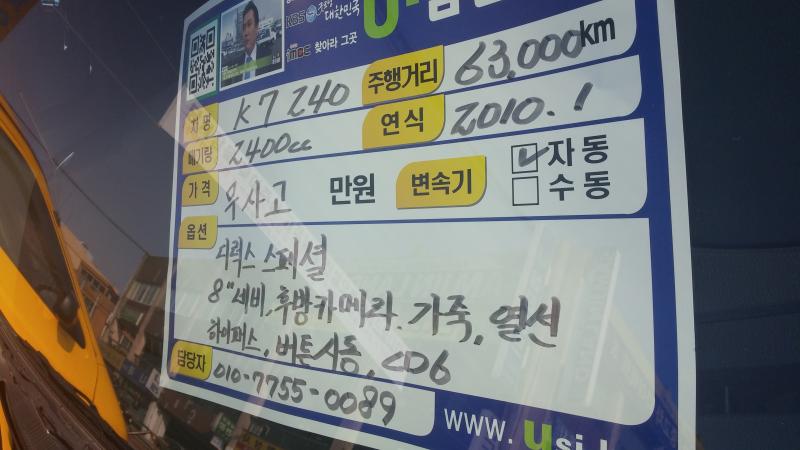 KBS 대한민국
찾아라 그곳
차명 K7 240 주행거리 63,000km
배기량 2400cc 연식 2010.1
가격 무사고 만원 변속기 자동
수동
옵션
디럭스 스페셜
8"네비, 후방카메라, 가죽, 열선
하이패스, 버튼시동, CD6
담당자 010-7755-0089
www.